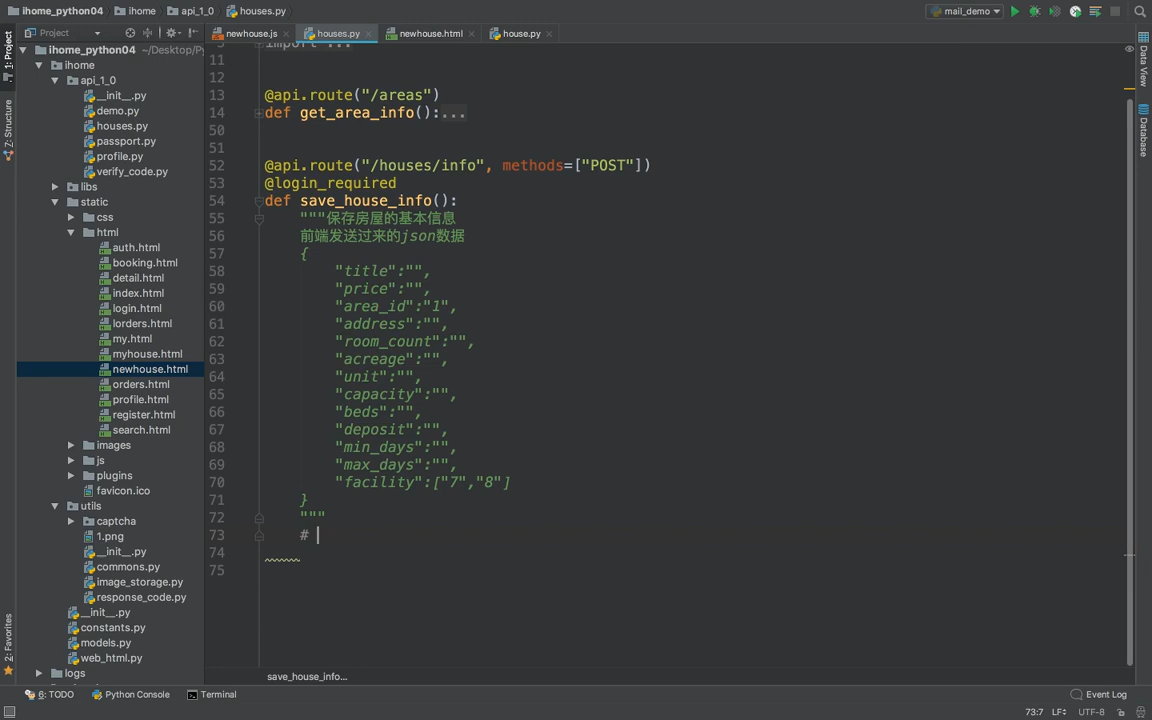 ihome_python04 ihome api_1_0 houses.py mail_demo
1: Project
Project newhouse.js houses.py newhouse.html house.py
ihome_python04 ~/Desktop/Py
ihome
api_1_0
__init__.py
demo.py
houses.py
passport.py
profile.py
verify_code.py
libs
static
css
html
auth.html
booking.html
detail.html
index.html
login.html
lorders.html
my.html
myhouse.html
newhouse.html
orders.html
profile.html
register.html
search.html
images
js
plugins
favicon.ico
utils
captcha
1.png
__init__.py
commons.py
image_storage.py
response_code.py
__init__.py
constants.py
models.py
web_html.py
logs
Z: Structure
2: Favorites
import ...
11
12
13 @api.route("/areas")
14 def get_area_info():...
50
51
52 @api.route("/houses/info", methods=["POST"])
53 @login_required
54 def save_house_info():
55 """保存房屋的基本信息
56 前端发送过来的json数据
57 {
58 "title":"",
59 "price":"",
60 "area_id":"1",
61 "address":"",
62 "room_count":"",
63 "acreage":"",
64 "unit":"",
65 "capacity":"",
66 "beds":"",
67 "deposit":"",
68 "min_days":"",
69 "max_days":"",
70 "facility":["7","8"]
71 }
72 """
73 #
74
75
save_house_info...
Data View
Database
6: TODO Python Console Terminal Event Log
73:7 LF÷ UTF-8